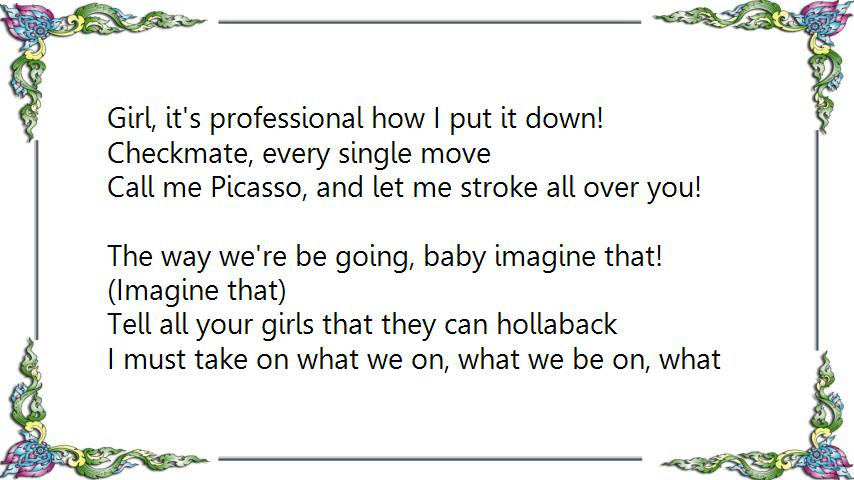 Girl, it's professional how I put it down!
Checkmate, every single move
Call me Picasso, and let me stroke all over you!
The way we're be going, baby imagine that!
(Imagine that)
Tell all your girls that they can hollaback
I must take on what we on, what we be on, what